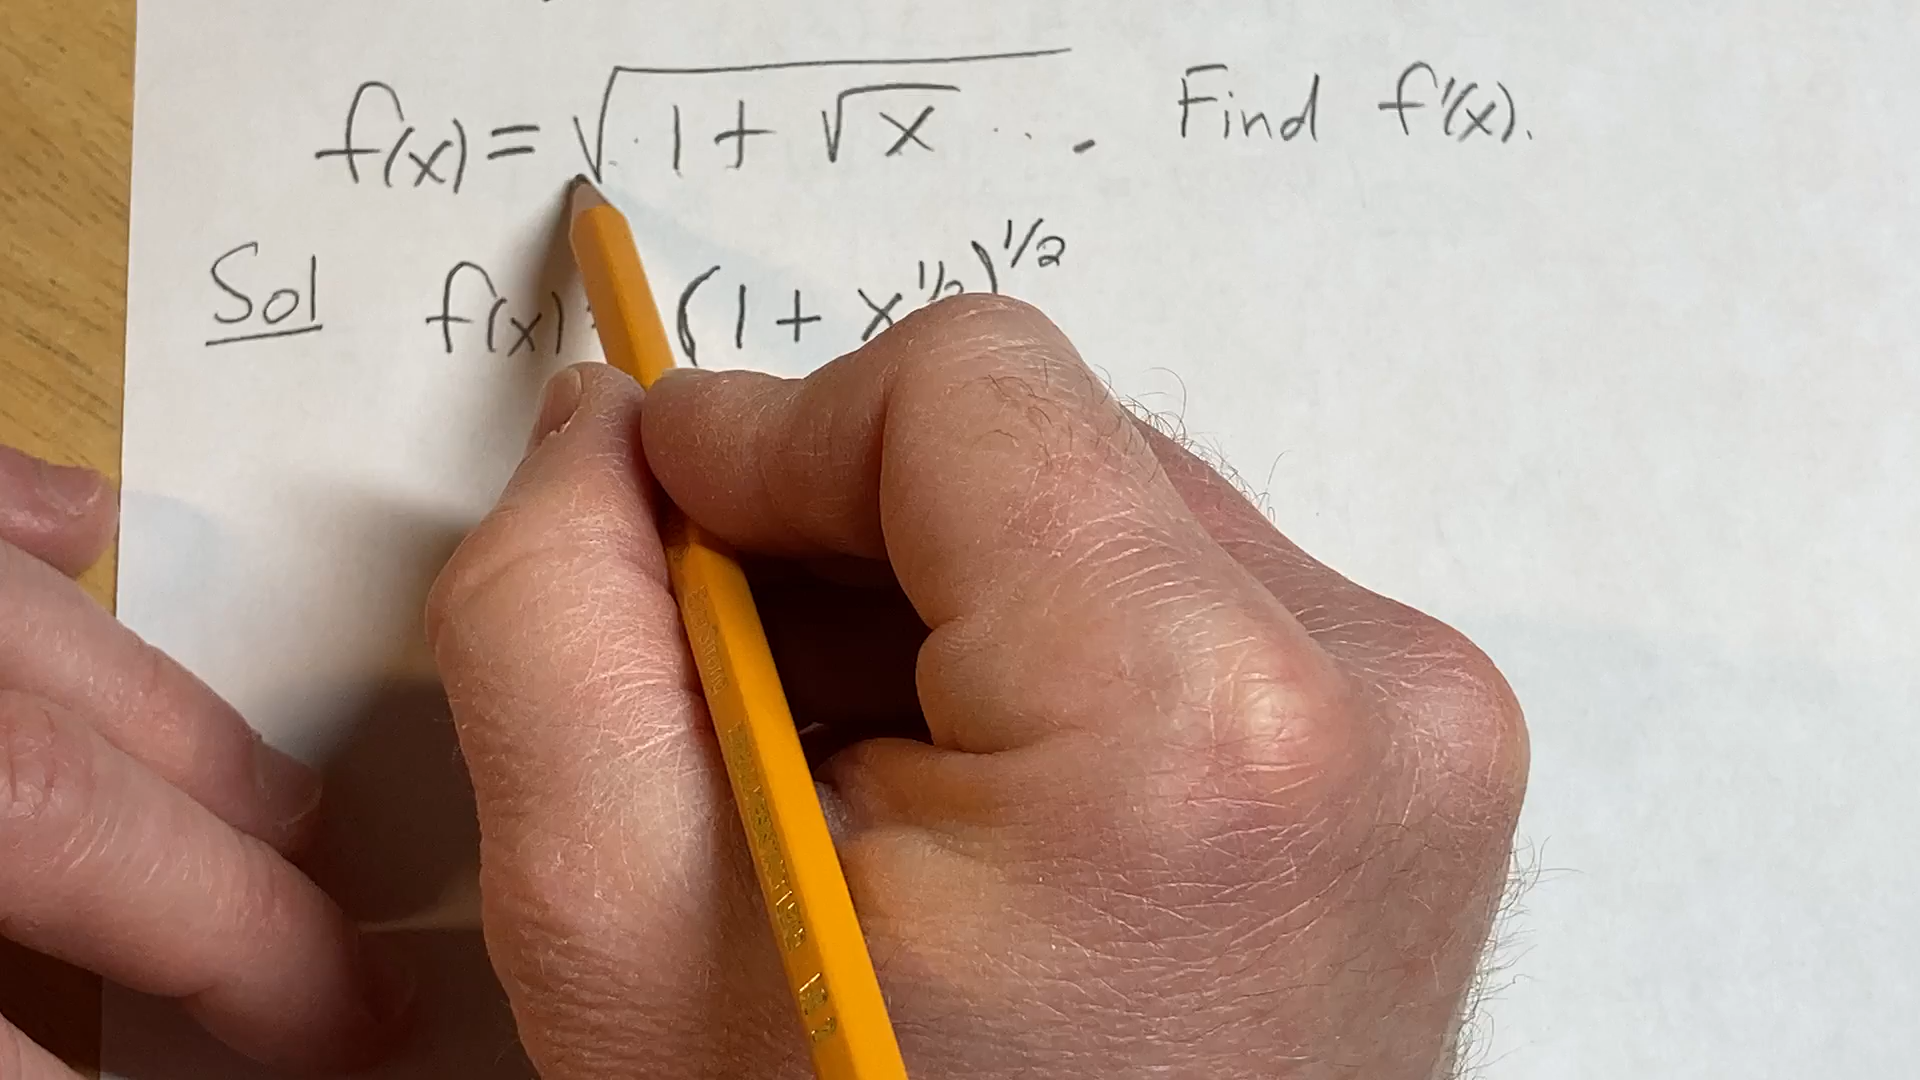 f(x) = √(1 + √x). Find f'(x).
Sol f(x) = (1 + x^1/2)^1/2